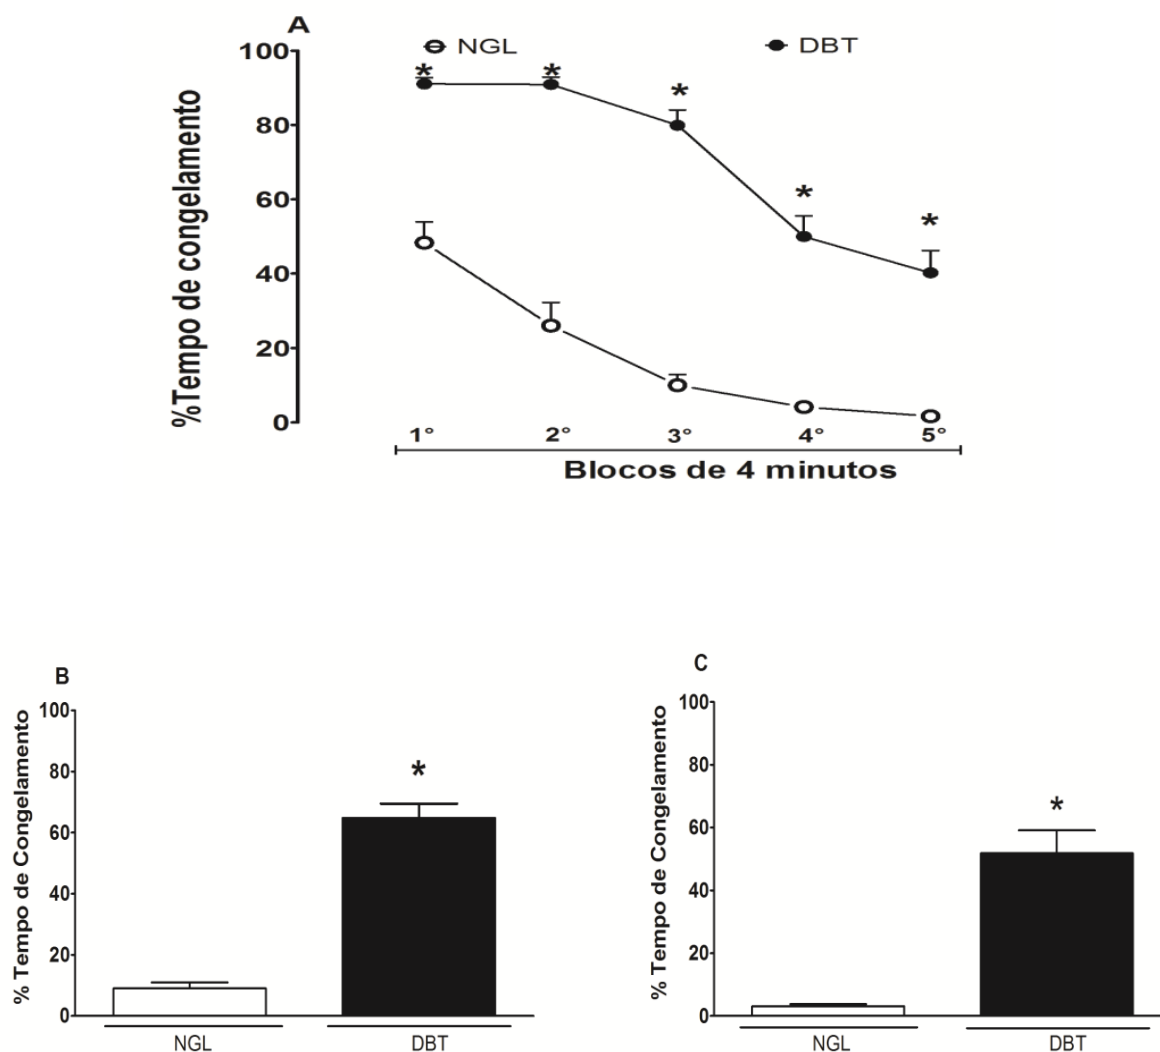 A
NGL
DBT
%Tempo de congelamento
100
80
60
40
20
0
* * * * *
1° 2° 3° 4° 5°
Blocos de 4 minutos
B
% Tempo de Congelamento
100
80
60
40
20
0
*
NGL DBT
C
% Tempo de Congelamento
100
80
60
40
20
0
*
NGL DBT